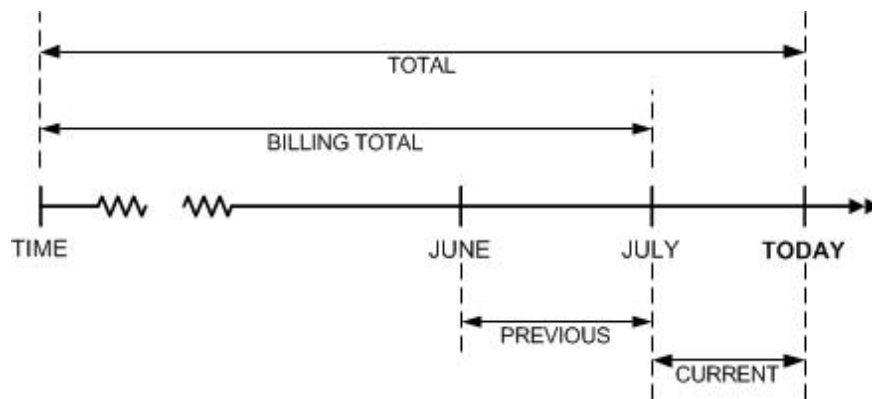 TOTAL
BILLING TOTAL
TIME JUNE JULY TODAY
PREVIOUS
CURRENT